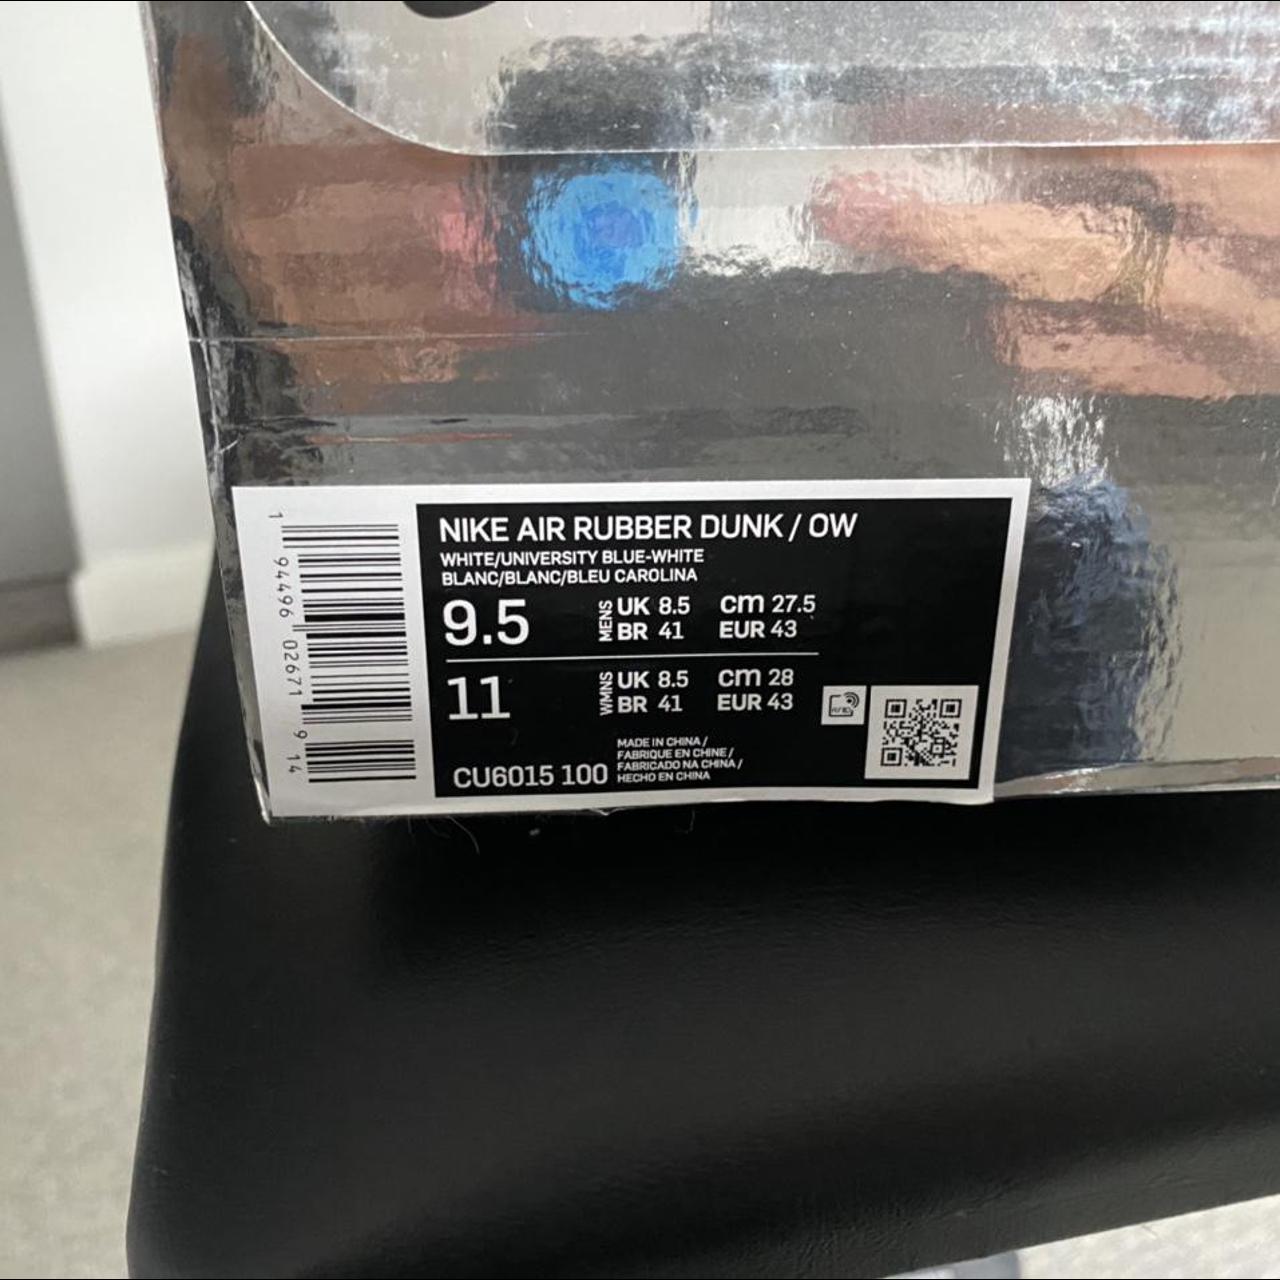 NIKE AIR RUBBER DUNK / OW
WHITE/UNIVERSITY BLUE-WHITE
BLANC/BLANC/BLEU CAROLINA
9.5 MENS UK 8.5 cm 27.5
BR 41 EUR 43
11 WMNS UK 8.5 cm 28
BR 41 EUR 43
CU6015 100
MADE IN CHINA /
FABRIQUE EN CHINE /
FABRICADO NA CHINA /
HECHO EN CHINA
RFID
1 94496 02671 9 14